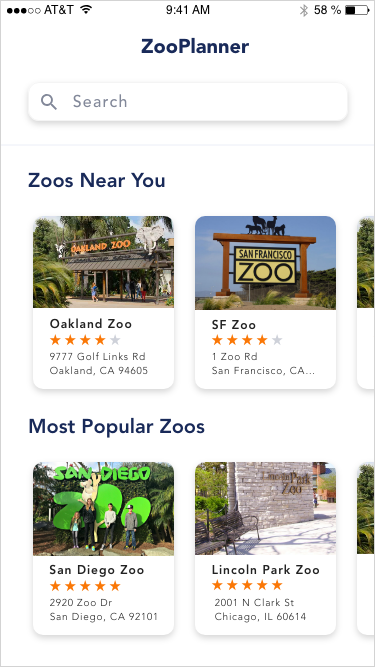 AT&T 9:41 AM 58 %
ZooPlanner
Search
Zoos Near You
OAKLAND ZOO
SAN FRANCISCO
ZOO
Oakland Zoo
9777 Golf Links Rd
Oakland, CA 94605
SF Zoo
1 Zoo Rd
San Francisco, CA...
Most Popular Zoos
SAN DIEGO
Zoo
Park
Zoo
San Diego Zoo
2920 Zoo Dr
San Diego, CA 92101
Lincoln Park Zoo
2001 N Clark St
Chicago, IL 60614